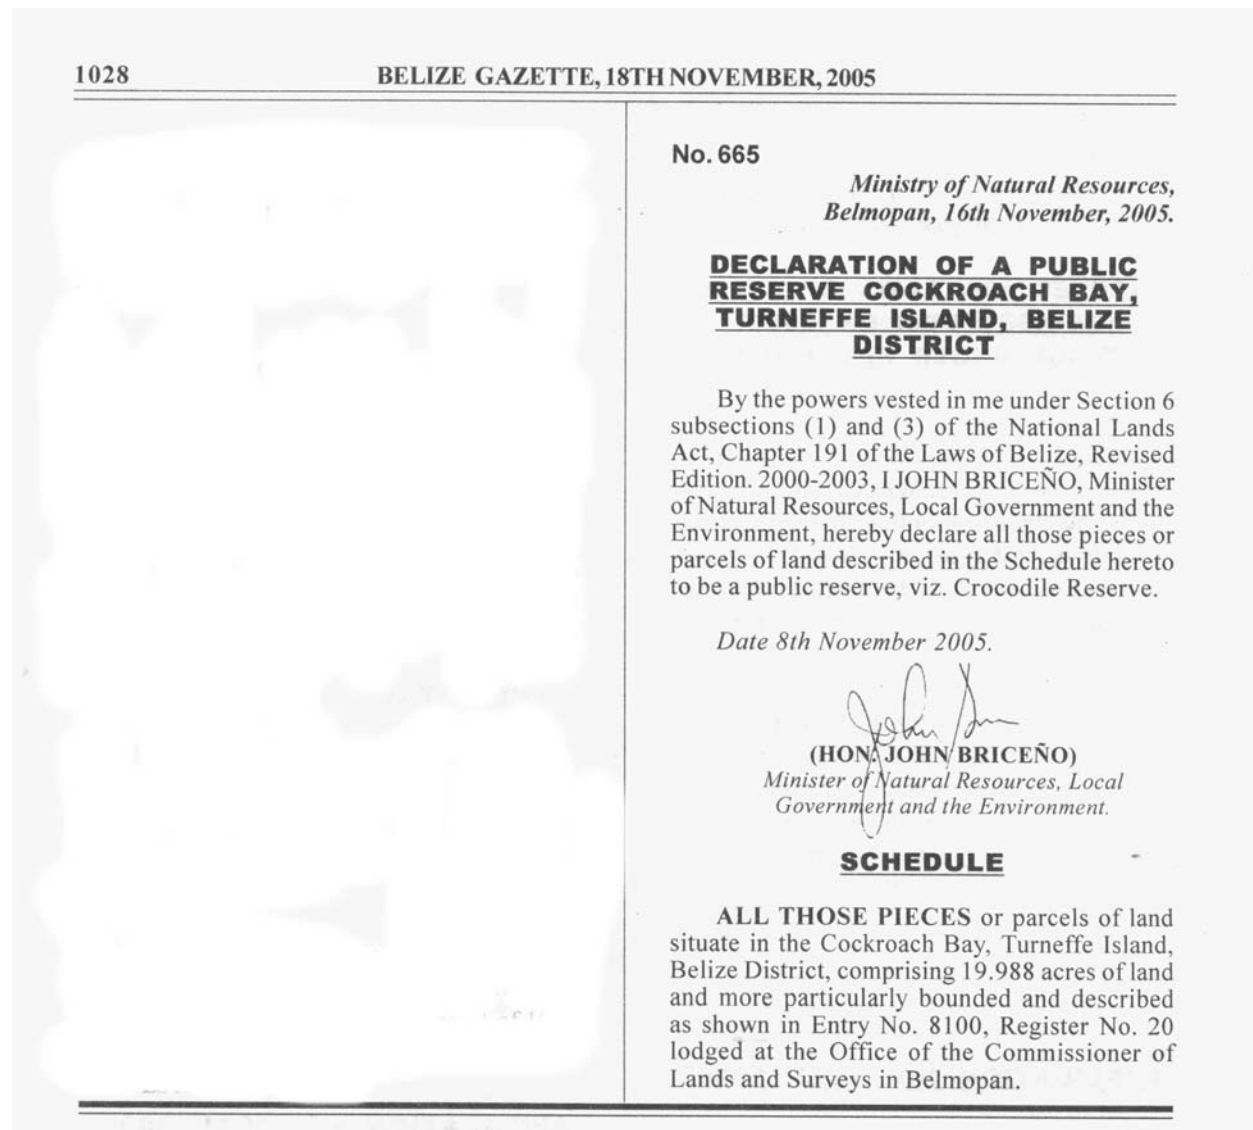 1028
BELIZE GAZETTE, 18TH NOVEMBER, 2005
No. 665
Ministry of Natural Resources,
Belmopan, 16th November, 2005.
DECLARATION OF A PUBLIC
RESERVE COCKROACH BAY,
TURNEFFE ISLAND, BELIZE
DISTRICT
By the powers vested in me under Section 6
subsections (1) and (3) of the National Lands
Act, Chapter 191 of the Laws of Belize, Revised
Edition. 2000-2003, I JOHN BRICEÑO, Minister
of Natural Resources, Local Government and the
Environment, hereby declare all those pieces or
parcels of land described in the Schedule hereto
to be a public reserve, viz. Crocodile Reserve.
Date 8th November 2005.
(HON. JOHN BRICEÑO)
Minister of Natural Resources, Local
Government and the Environment.
SCHEDULE
ALL THOSE PIECES or parcels of land
situate in the Cockroach Bay, Turneffe Island,
Belize District, comprising 19.988 acres of land
and more particularly bounded and described
as shown in Entry No. 8100, Register No. 20
lodged at the Office of the Commissioner of
Lands and Surveys in Belmopan.